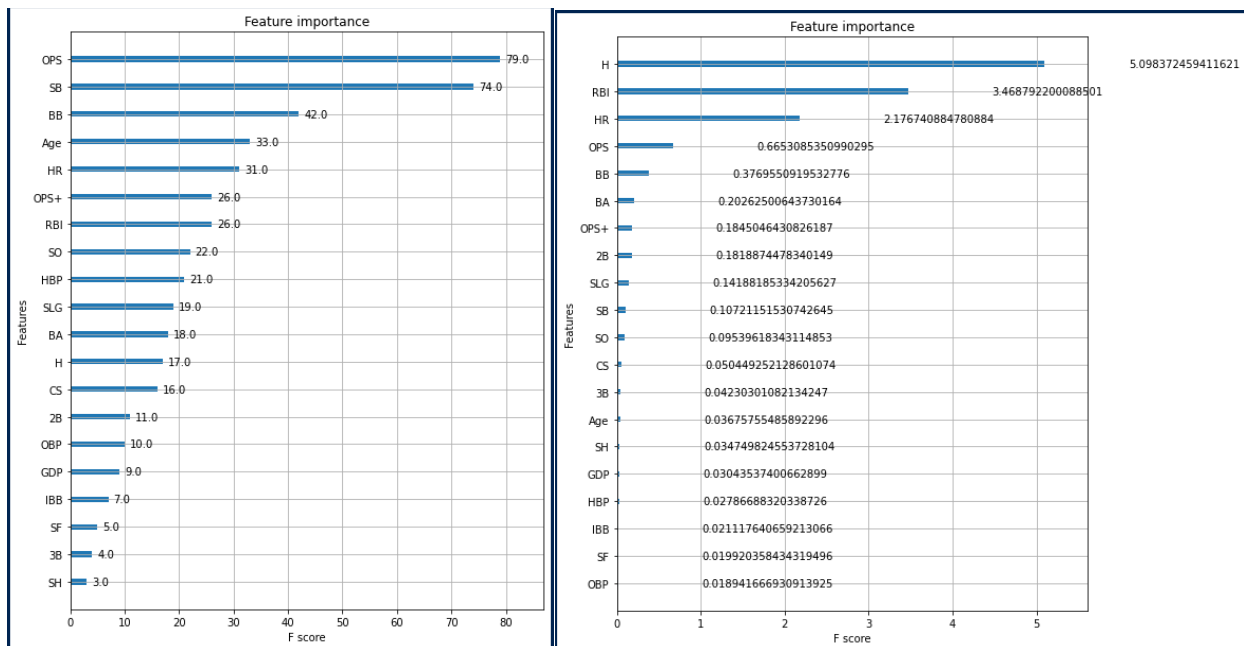 Feature importance
OPS 79.0
SB 74.0
BB 42.0
Age 33.0
HR 31.0
OPS+ 26.0
RBI 26.0
SO 22.0
HBP 21.0
SLG 19.0
BA 18.0
H 17.0
CS 16.0
2B 11.0
OBP 10.0
GDP 9.0
IBB 7.0
SF 5.0
3B 4.0
SH 3.0
Features
0 10 20 30 40 50 60 70 80
F score
Feature importance
H 5.098372459411621
RBI 3.468792200088501
HR 2.176740884780884
OPS 0.6653085350990295
BB 0.3769550919532776
BA 0.20262500643730164
OPS+ 0.1845046430826187
2B 0.1818874478340149
SLG 0.14188185334205627
SB 0.10721151530742645
SO 0.09539618343114853
CS 0.050449252128601074
3B 0.04230301082134247
Age 0.03675755485892296
SH 0.034749824553728104
GDP 0.03043537400662899
HBP 0.02786688320338726
IBB 0.021117640659213066
SF 0.019920358434319496
OBP 0.018941666930913925
Features
0 1 2 3 4 5
F score